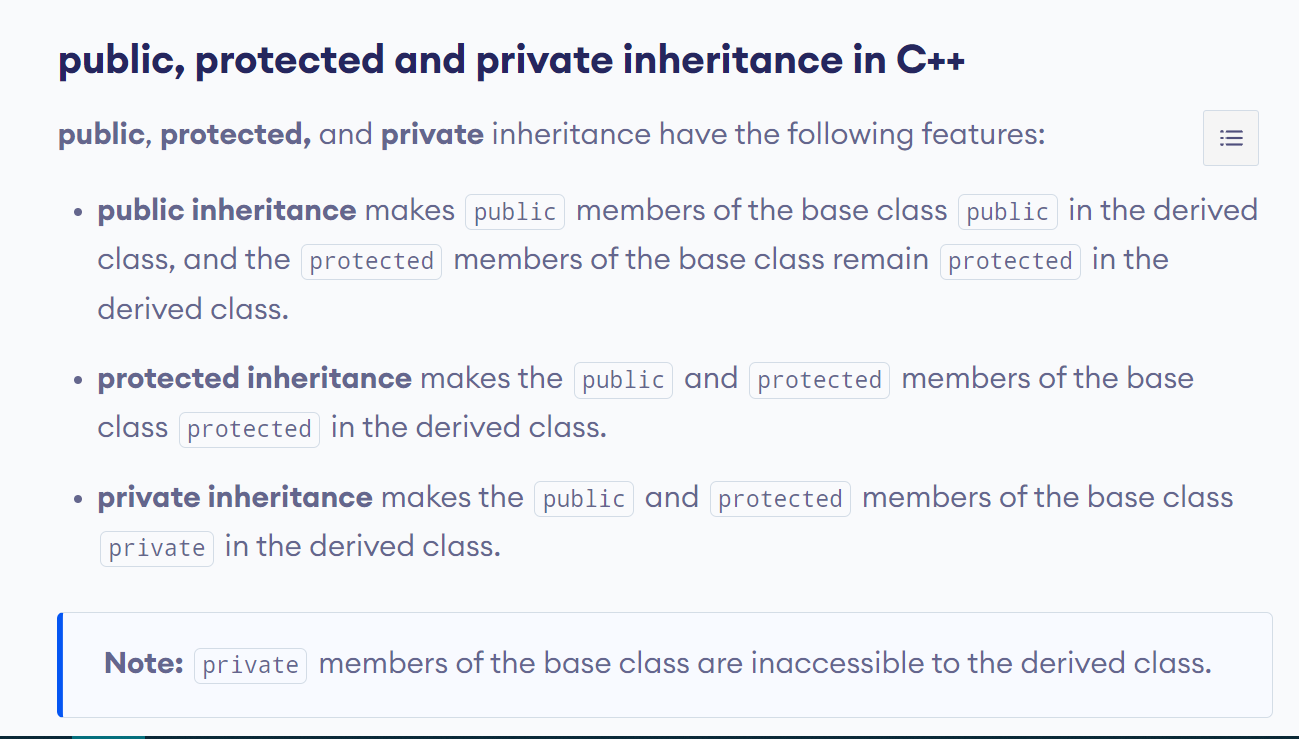 public, protected and private inheritance in C++
public, protected, and private inheritance have the following features:
• public inheritance makes public members of the base class public in the derived
class, and the protected members of the base class remain protected in the
derived class.
• protected inheritance makes the public and protected members of the base
class protected in the derived class.
• private inheritance makes the public and protected members of the base class
private in the derived class.
Note: private members of the base class are inaccessible to the derived class.